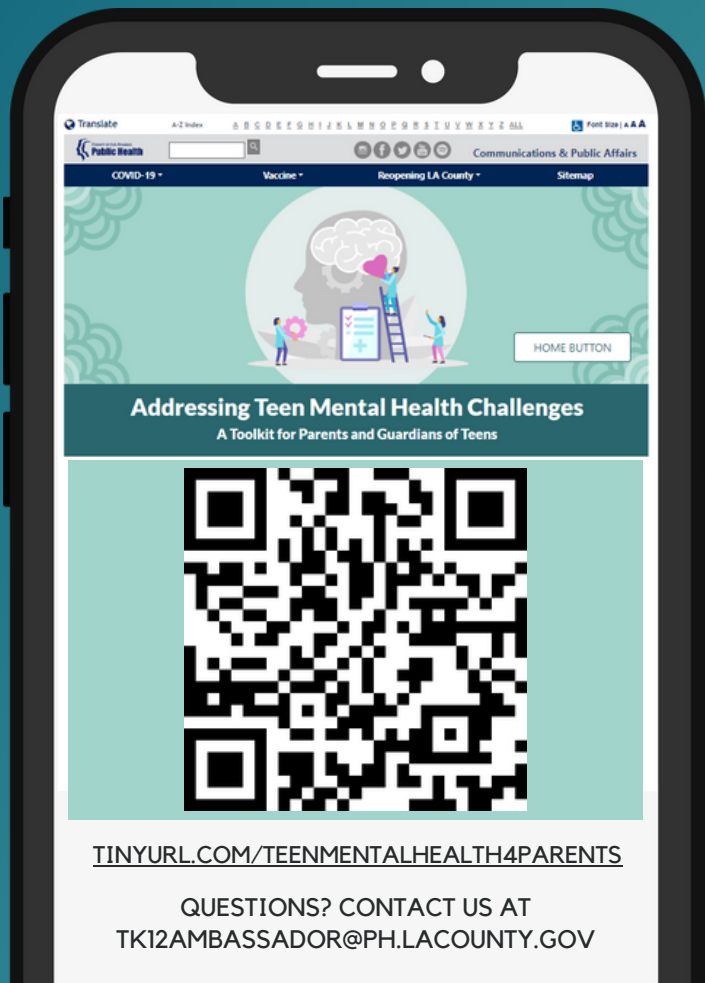 Translate A-Z Index A B C D E F G H I J K L M N O P Q R S T U V W X Y Z ALL Font Size | A A A
Public Health Communications & Public Affairs
COVID-19 Vaccine Reopening LA County Sitemap
HOME BUTTON
Addressing Teen Mental Health Challenges
A Toolkit for Parents and Guardians of Teens
TINYURL.COM/TEENMENTALHEALTH4PARENTS
QUESTIONS? CONTACT US AT
TK12AMBASSADOR@PH.LACOUNTY.GOV